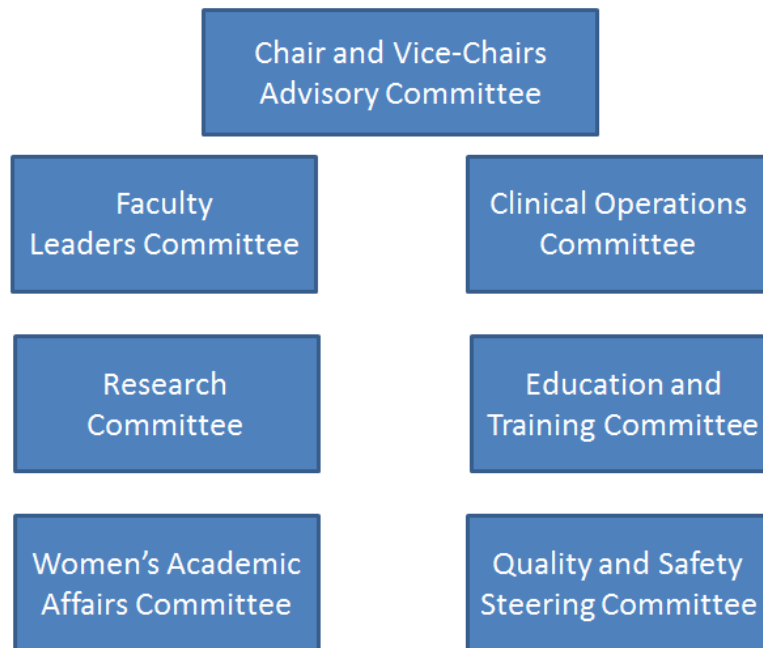 Chair and Vice-Chairs
Advisory Committee
Faculty
Leaders Committee
Clinical Operations
Committee
Research
Committee
Education and
Training Committee
Women’s Academic
Affairs Committee
Quality and Safety
Steering Committee